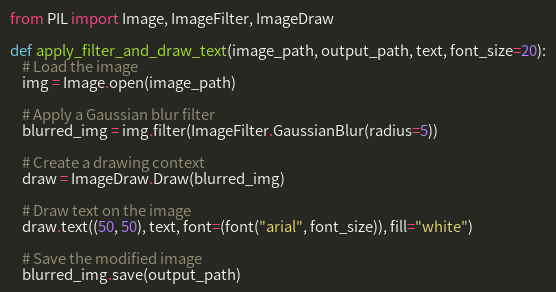 from PIL import Image, ImageFilter, ImageDraw
def apply_filter_and_draw_text(image_path, output_path, text, font_size=20):
# Load the image
img = Image.open(image_path)
# Apply a Gaussian blur filter
blurred_img = img.filter(ImageFilter.GaussianBlur(radius=5))
# Create a drawing context
draw = ImageDraw.Draw(blurred_img)
# Draw text on the image
draw.text((50, 50), text, font=(font("arial", font_size)), fill="white")
# Save the modified image
blurred_img.save(output_path)